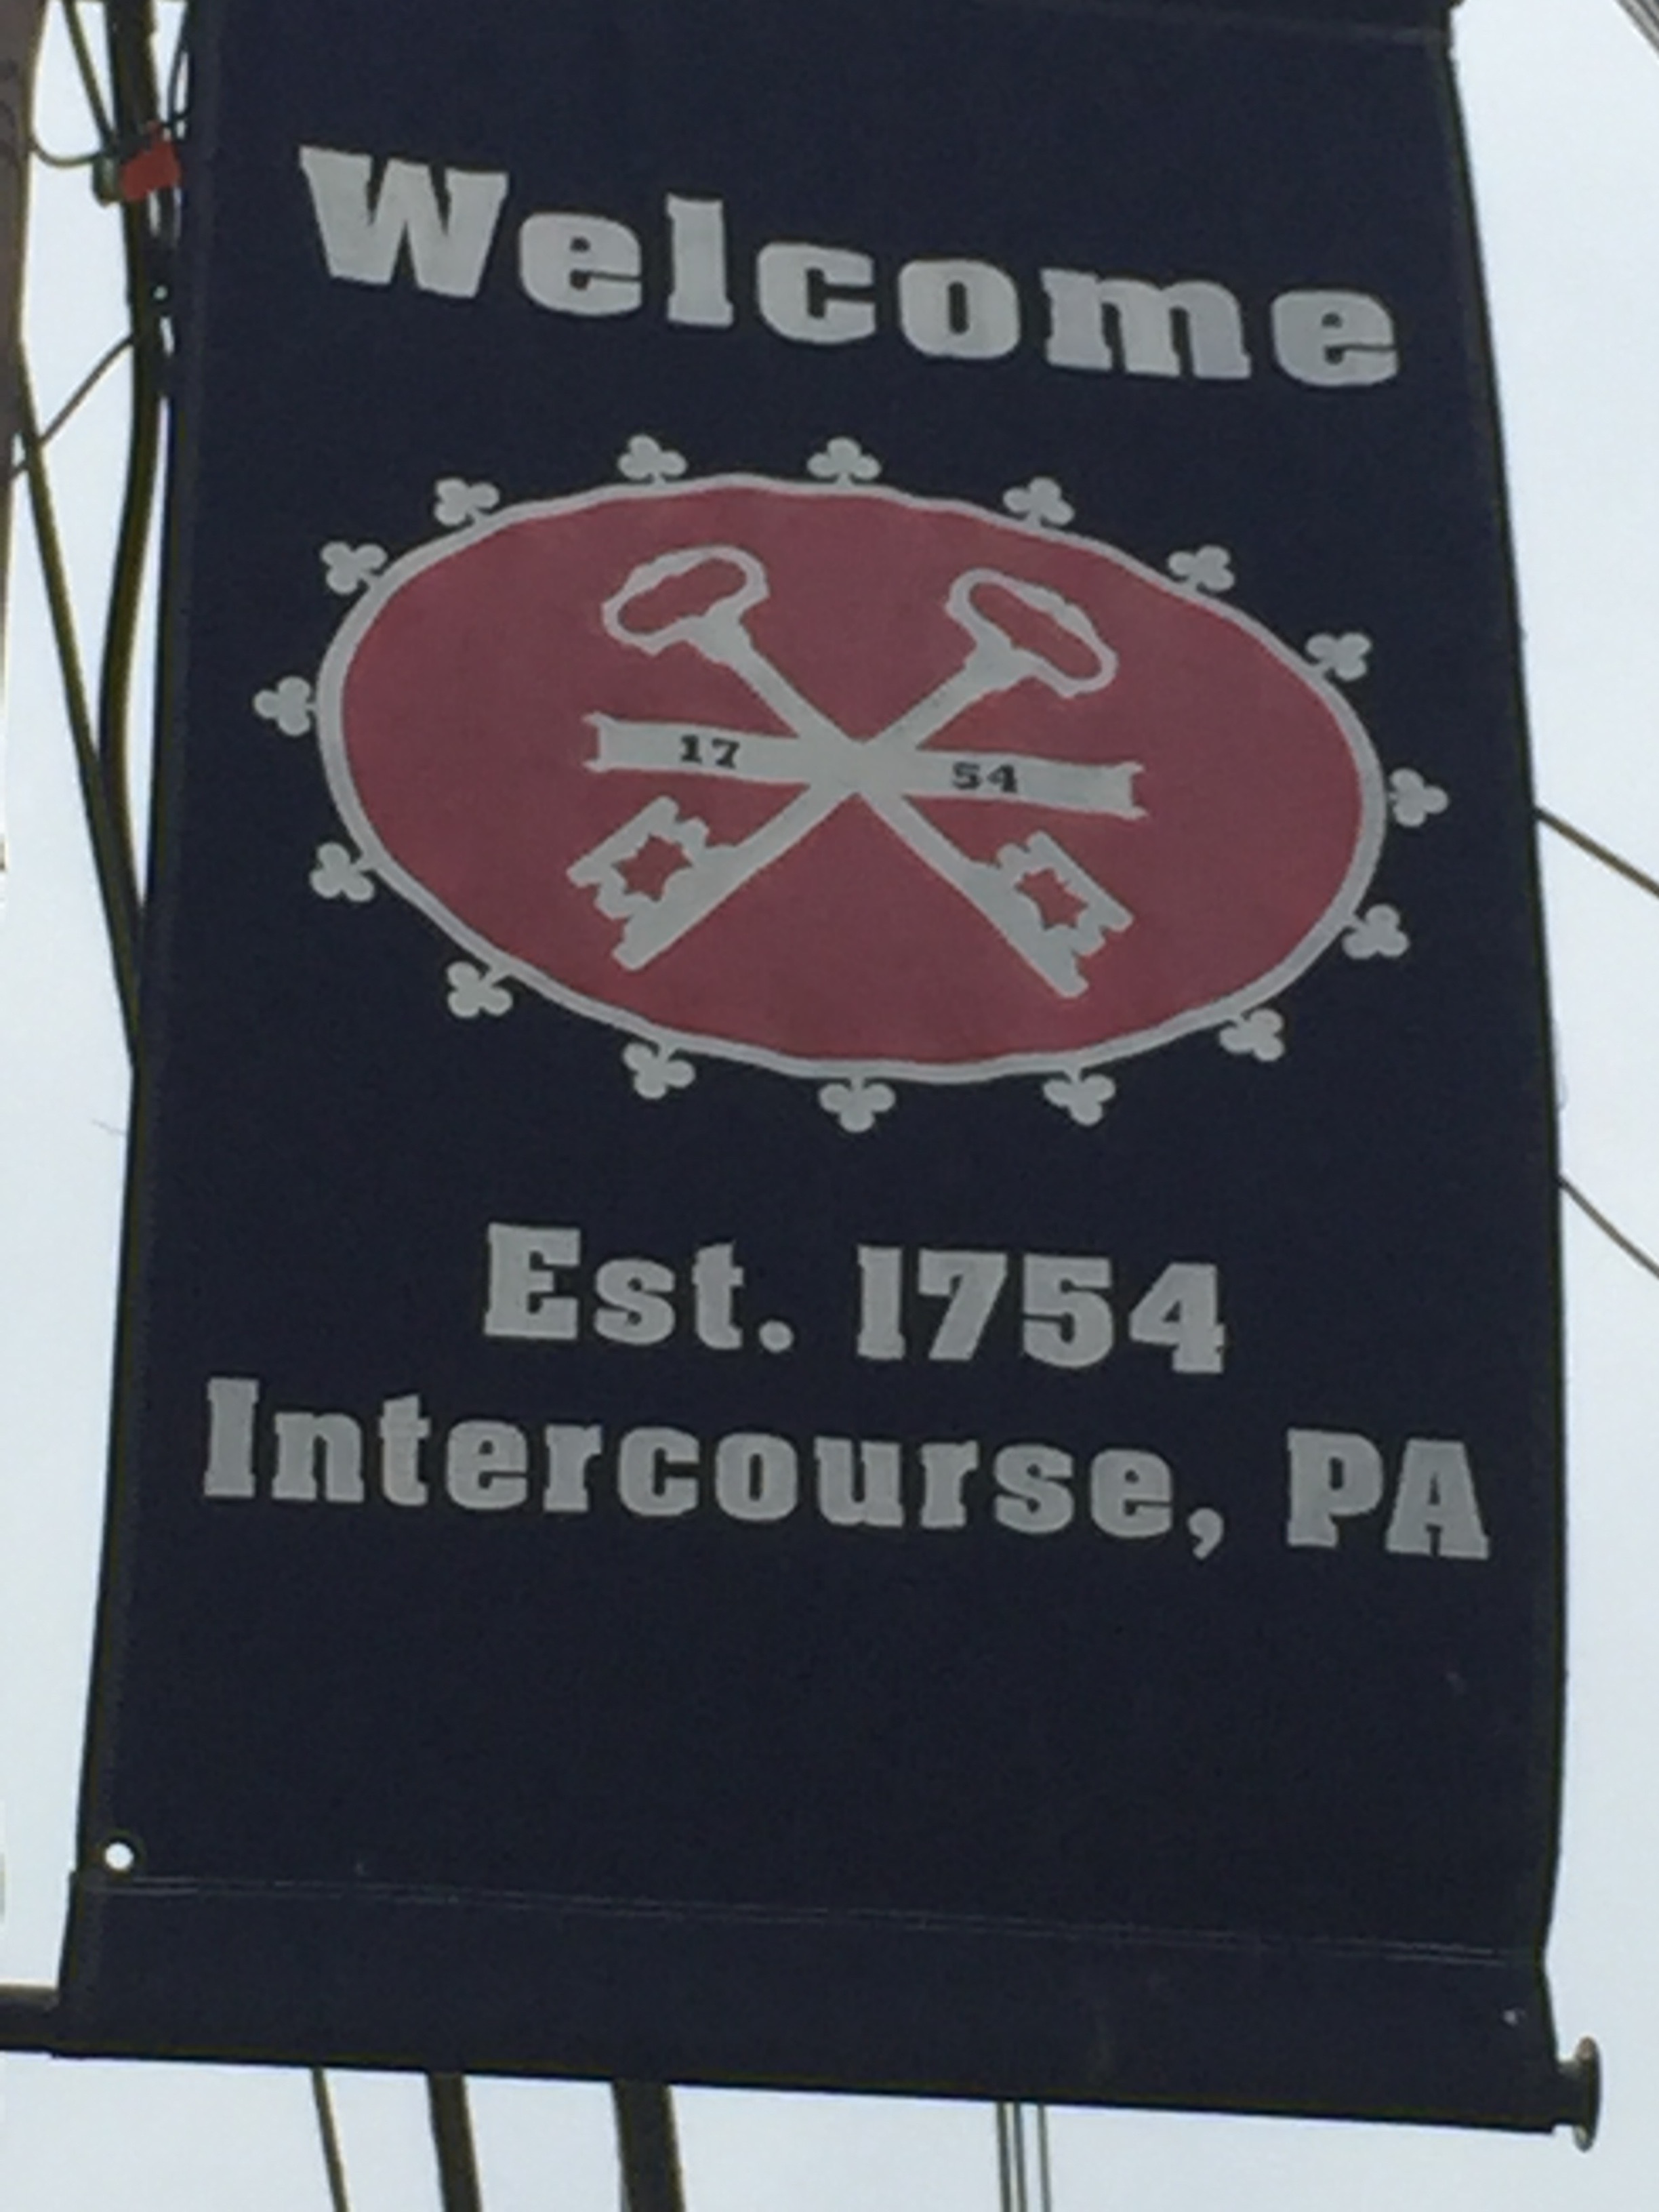 Welcome
17 54
Est. 1754
Intercourse, PA